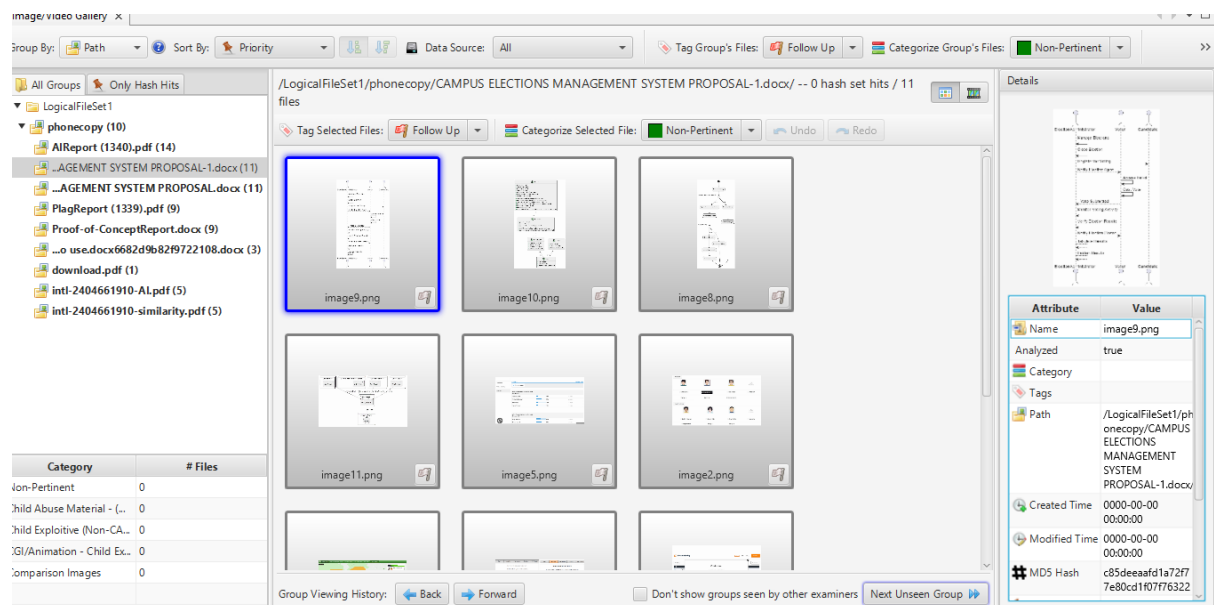 Image/Video Gallery
Group By: Path Sort By: Priority Data Source: All Tag Group's Files: Follow Up Categorize Group's Files: Non-Pertinent
All Groups Only Hash Hits
LogicalFileSet1
phonecopy (10)
AIReport (1340).pdf (14)
...AGEMENT SYSTEM PROPOSAL-1.docx (11)
...AGEMENT SYSTEM PROPOSAL.docx (11)
PlagReport (1339).pdf (9)
Proof-of-ConceptReport.docx (9)
...o use.docx6682d9b82f9722108.docx (3)
download.pdf (1)
intl-2404661910-AI.pdf (5)
intl-2404661910-similarity.pdf (5)
Category # Files
Non-Pertinent 0
Child Abuse Material - (... 0
Child Exploitive (Non-CA... 0
CGI/Animation - Child Ex... 0
Comparison Images 0
/LogicalFileSet1/phonecopy/CAMPUS ELECTIONS MANAGEMENT SYSTEM PROPOSAL-1.docx/ -- 0 hash set hits / 11
files
Tag Selected Files: Follow Up Categorize Selected File: Non-Pertinent Undo Redo
image9.png image10.png image8.png
image11.png image5.png image2.png
Group Viewing History: Back Forward Don't show groups seen by other examiners Next Unseen Group
Details
Attribute Value
Name image9.png
Analyzed true
Category
Tags
Path /LogicalFileSet1/ph
onecopy/CAMPUS
ELECTIONS
MANAGEMENT
SYSTEM
PROPOSAL-1.docx/
Created Time 0000-00-00
00:00:00
Modified Time 0000-00-00
00:00:00
MD5 Hash c85deeaafd1a72f7
7e80cd1f07f76322